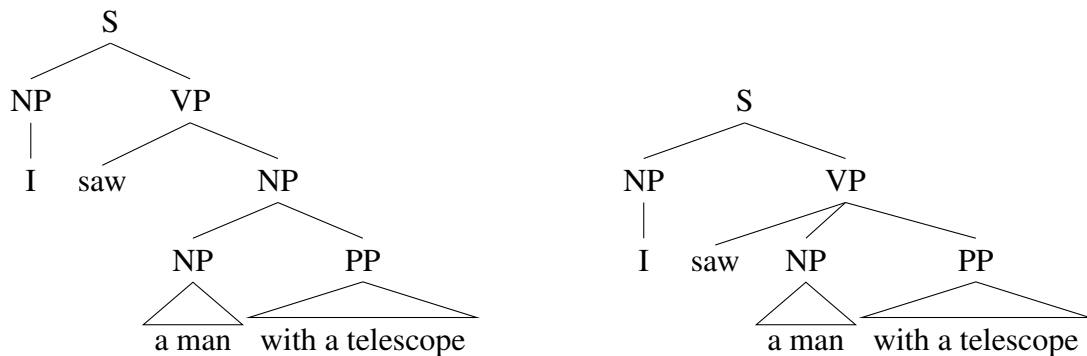 S
NP VP
I saw NP
NP PP
a man with a telescope
S
NP VP
I saw NP PP
a man with a telescope